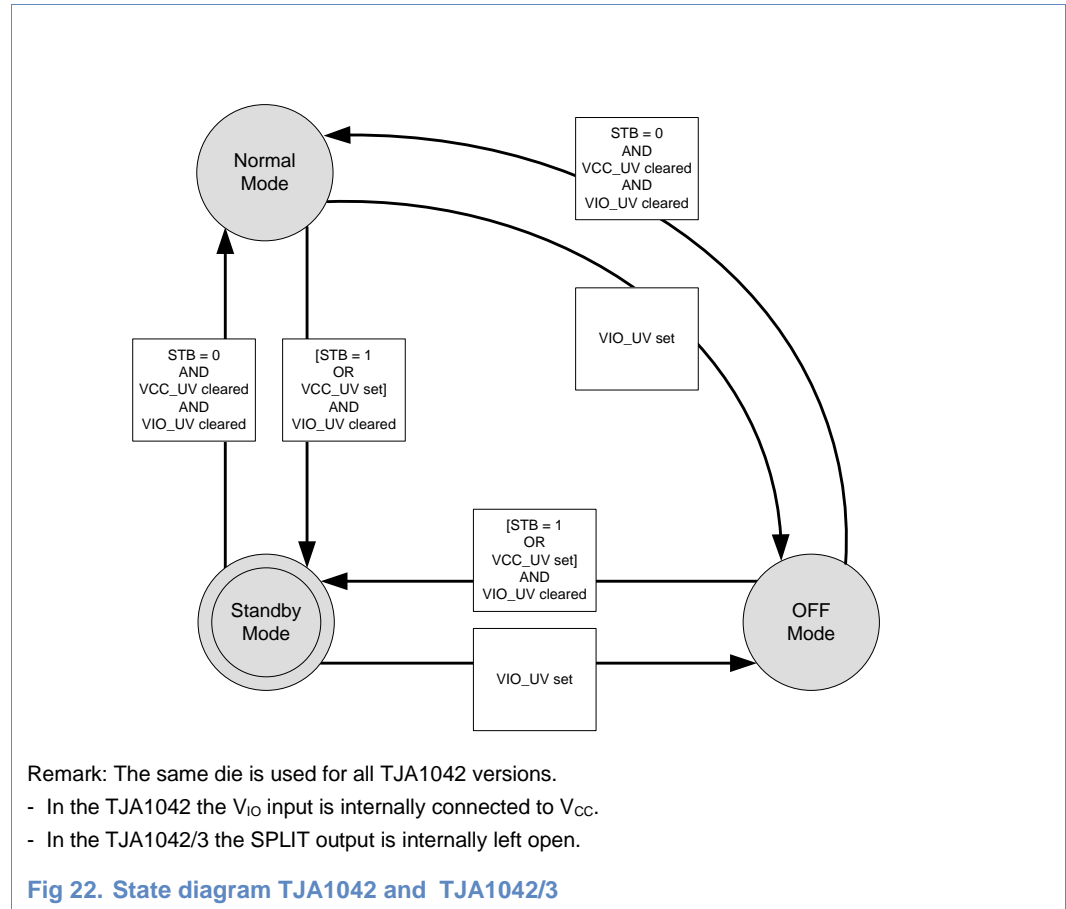 Normal
Mode
STB = 0
AND
VCC_UV cleared
AND
VIO_UV cleared
VIO_UV set
STB = 0
AND
VCC_UV cleared
AND
VIO_UV cleared
[STB = 1
OR
VCC_UV set]
AND
VIO_UV cleared
[STB = 1
OR
VCC_UV set]
AND
VIO_UV cleared
Standby
Mode
OFF
Mode
VIO_UV set
Remark: The same die is used for all TJA1042 versions.
- In the TJA1042 the VIO input is internally connected to VCC.
- In the TJA1042/3 the SPLIT output is internally left open.
Fig 22. State diagram TJA1042 and TJA1042/3